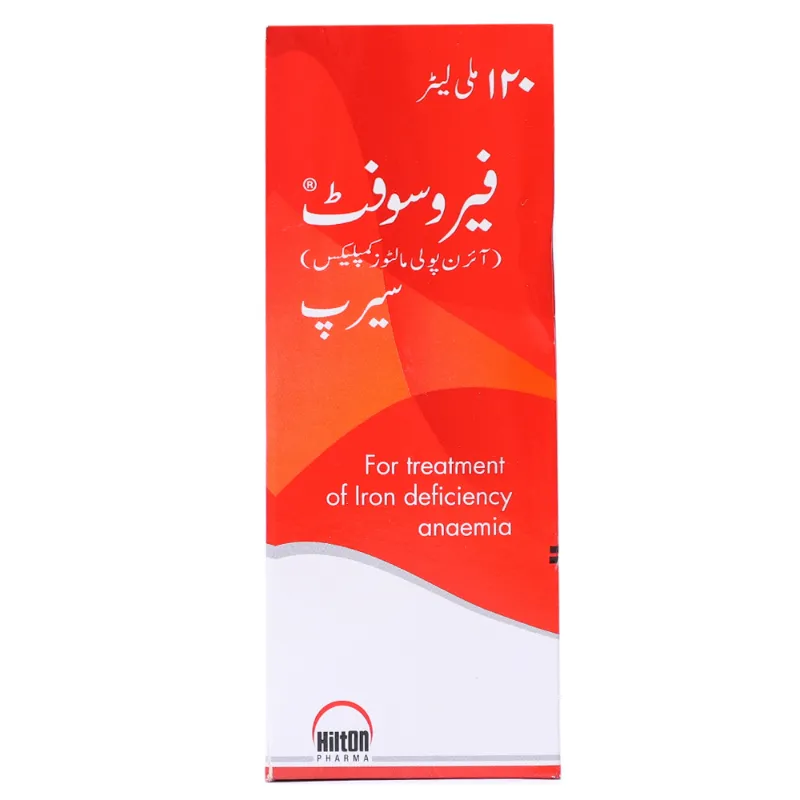 ۱۲۰ ملی لیٹر
فیروسوفٹ®
(آئرن پولی مالٹوز کمپلیکس)
سیرپ
For treatment
of Iron deficiency
anaemia
HiltOn
PHARMA